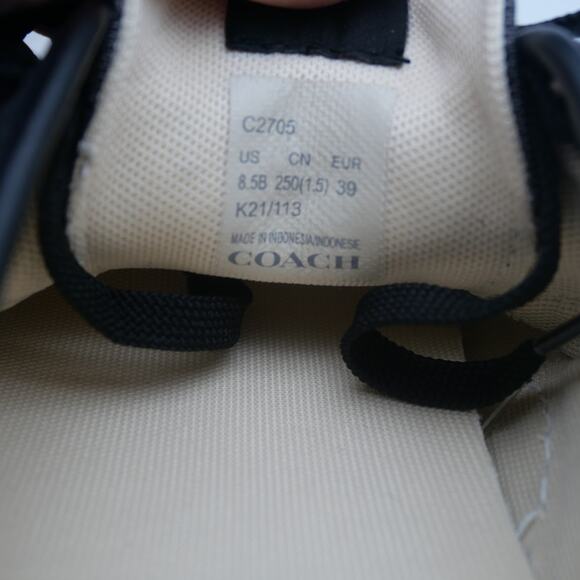 C2705
US CN EUR
8.5B 250(1.5) 39
K21/113
MADE IN INDONESIA/INDONESIE
COACH